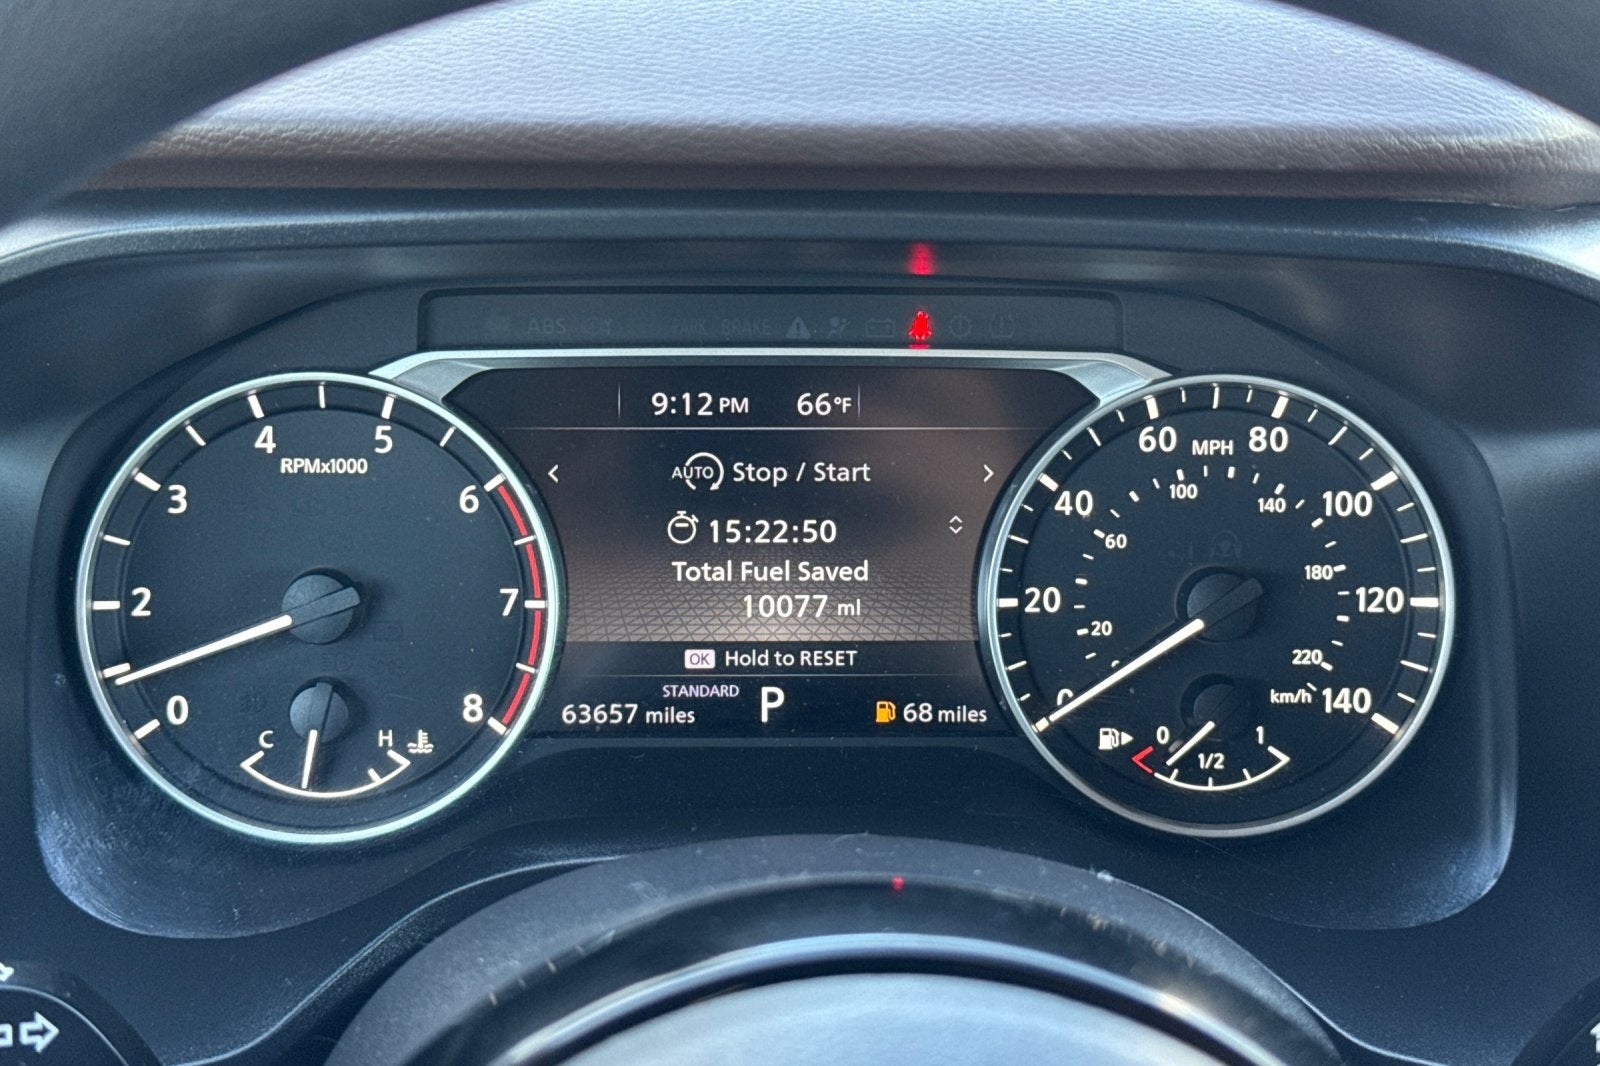 ABS
PARK BRAKE
9:12 PM 66°F
AUTO Stop / Start
15:22:50
Total Fuel Saved
10077 ml
OK Hold to RESET
STANDARD
63657 miles P 68 miles
4 5
RPMx1000
3 6
2 7
0 8
C H
60 MPH 80
40 100 140 100
60
180
20 120
20
220
0 km/h 140
0 1
1/2